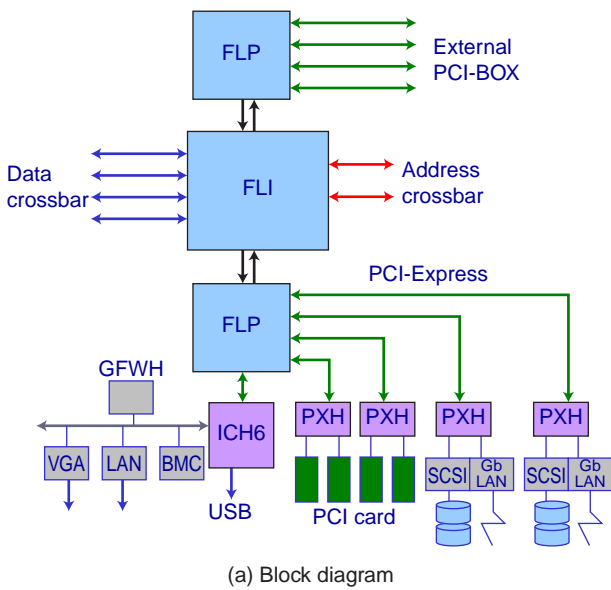 FLP
External
PCI-BOX
Data
crossbar
FLI
Address
crossbar
PCI-Express
FLP
GFWH
ICH6
PXH
PXH
PXH
PXH
VGA
LAN
BMC
SCSI
Gb
LAN
SCSI
Gb
LAN
USB
PCI card
(a) Block diagram